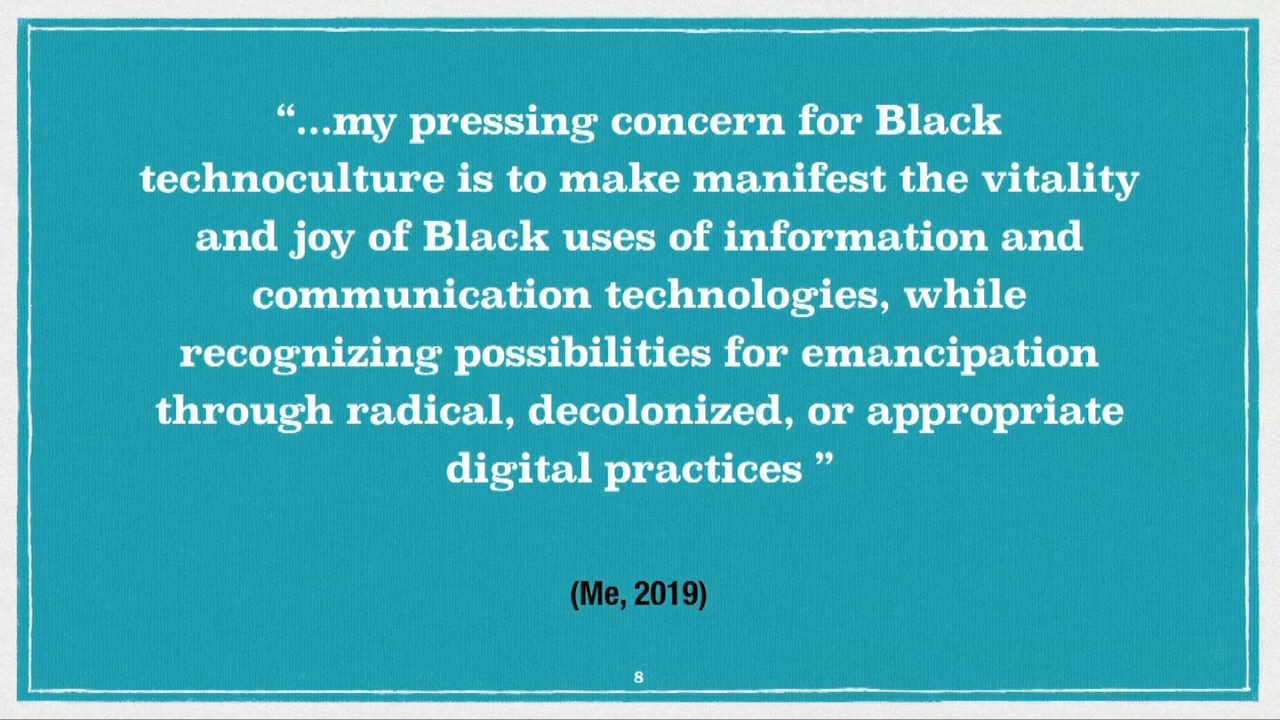 “...my pressing concern for Black
technoculture is to make manifest the vitality
and joy of Black uses of information and
communication technologies, while
recognizing possibilities for emancipation
through radical, decolonized, or appropriate
digital practices ”
(Me, 2019)
8